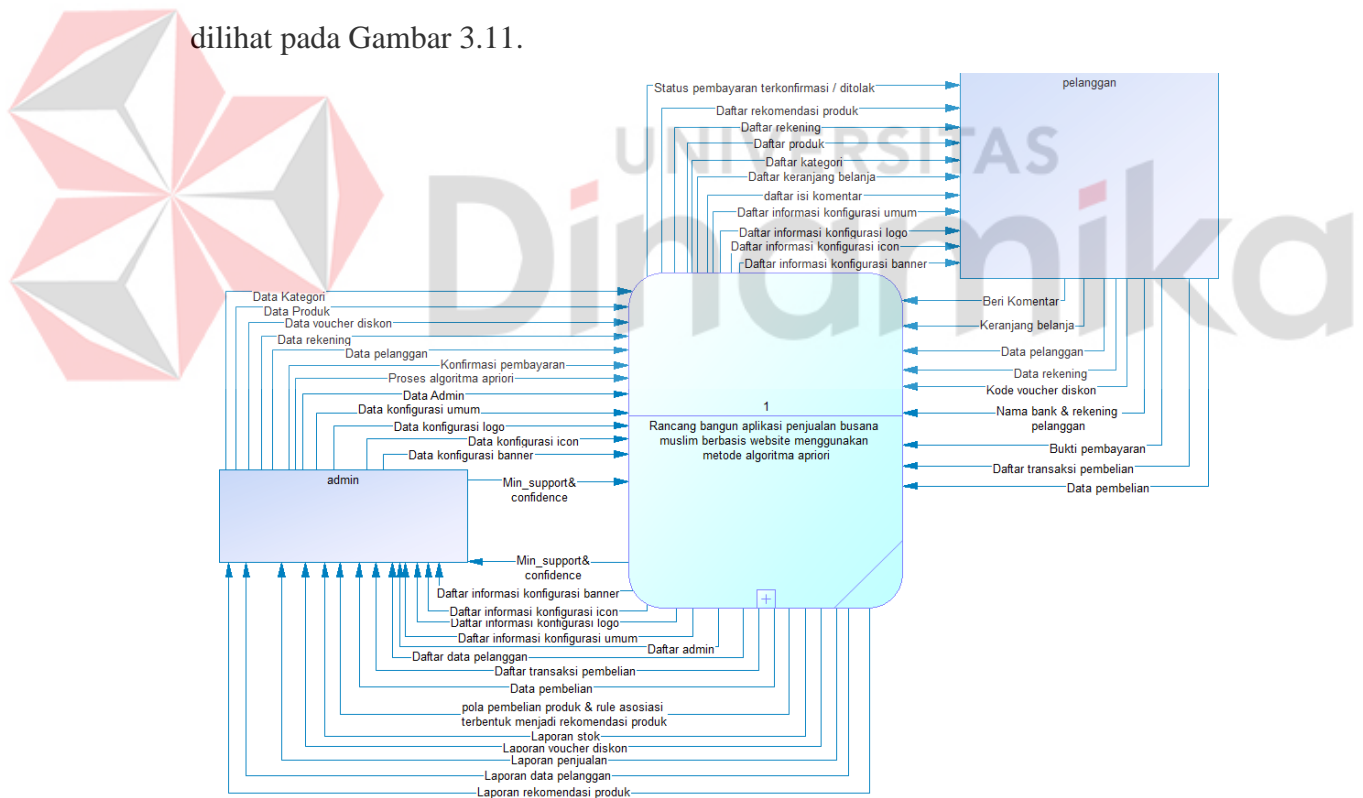 dilihat pada Gambar 3.11.
UNIVERSITAS
Dinamika
pelanggan
Status pembayaran terkonfirmasi / ditolak
Daftar rekomendasi produk
Daftar rekening
Daftar produk
Daftar kategori
Daftar keranjang belanja
daftar isi komentar
Daftar informasi konfigurasi umum
Daftar informasi konfigurasi logo
Daftar informasi konfigurasi icon
Daftar informasi konfigurasi banner
Beri Komentar
Keranjang belanja
Data pelanggan
Data rekening
Kode voucher diskon
Nama bank & rekening
pelanggan
Bukti pembayaran
Daftar transaksi pembelian
Data pembelian
Data Kategori
Data Produk
Data voucher diskon
Data rekening
Data pelanggan
Konfirmasi pembayaran
Proses algoritma apriori
Data Admin
Data konfigurasi umum
Data konfigurasi logo
Data konfigurasi icon
Data konfigurasi banner
1
Rancang bangun aplikasi penjualan busana
muslim berbasis website menggunakan
metode algoritma apriori
+
admin
Min_support&
confidence
Min_support&
confidence
Daftar informasi konfigurasi banner
Daftar informasi konfigurasi icon
Daftar informasi konfigurasi logo
Daftar informasi konfigurasi umum
Daftar admin
Daftar data pelanggan
Daftar transaksi pembelian
Data pembelian
pola pembelian produk & rule asosiasi
terbentuk menjadi rekomendasi produk
Laporan stok
Laporan voucher diskon
Laporan penjualan
Laporan data pelanggan
Laporan rekomendasi produk